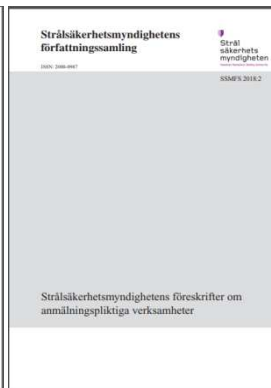 Strålsäkerhetsmyndighetens
författningssamling
Strål
säkerhets
myndigheten
SSMFS 2018:2
Strålsäkerhetsmyndighetens föreskrifter om
anmälningspliktiga verksamheter